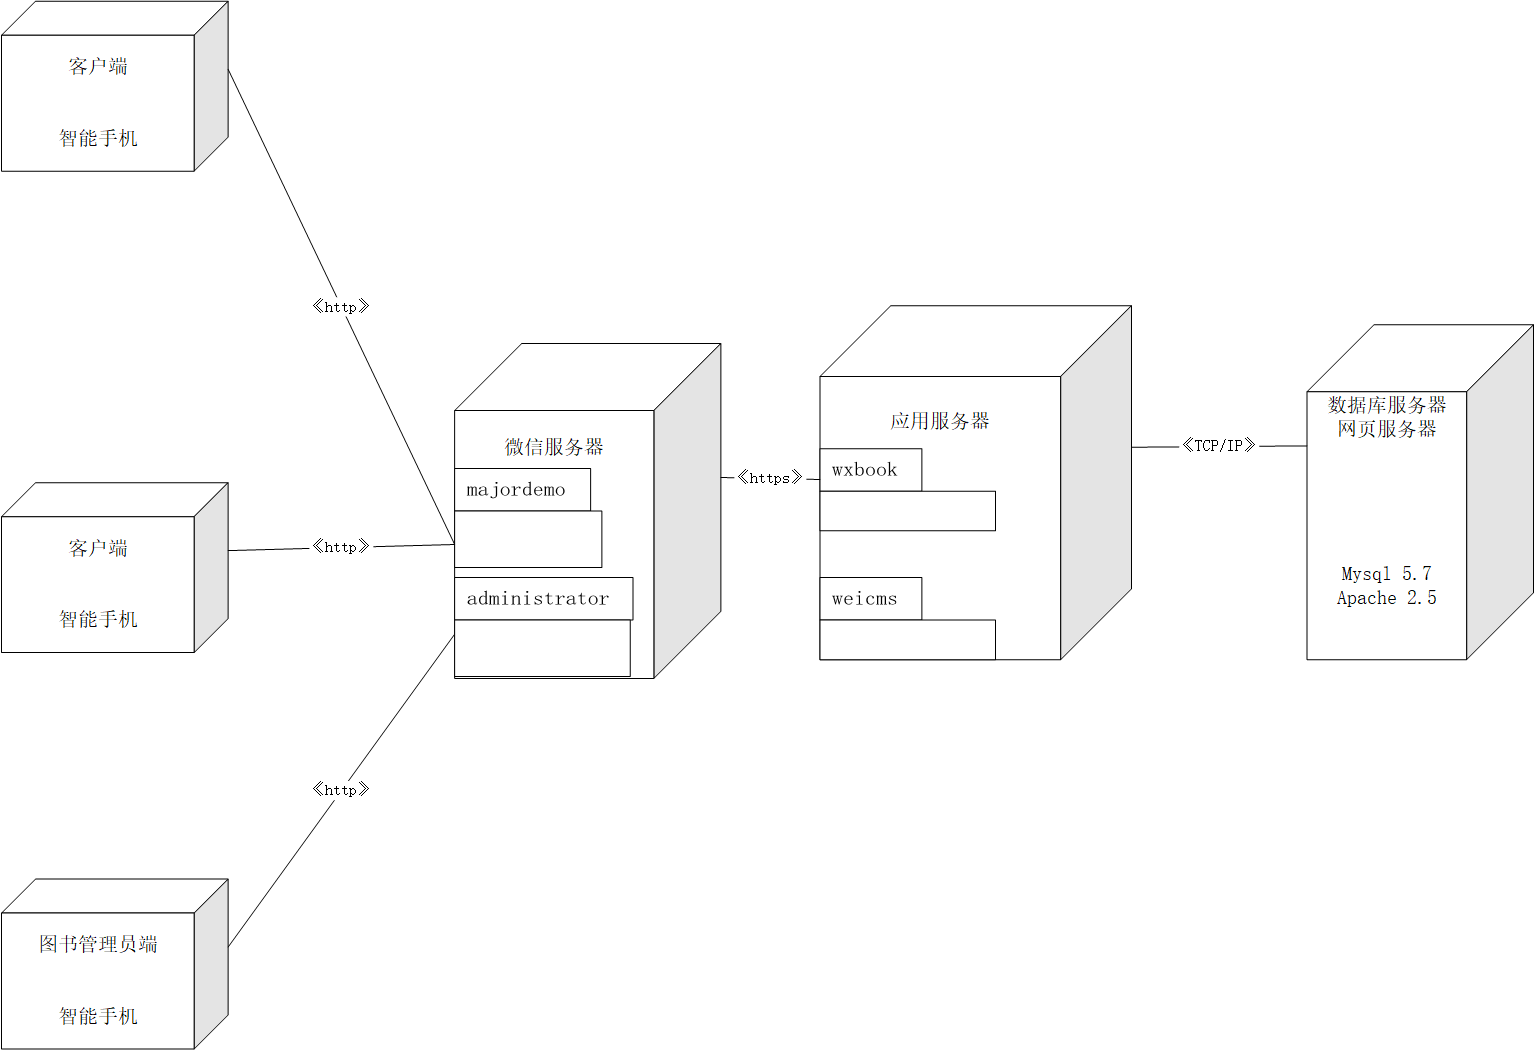 客户端
智能手机
《http》
客户端
智能手机
《http》
图书管理员端
智能手机
《http》
微信服务器
majordemo
administrator
《https》
应用服务器
wxbook
weicms
《TCP/IP》
数据库服务器
网页服务器
Mysql 5.7
Apache 2.5